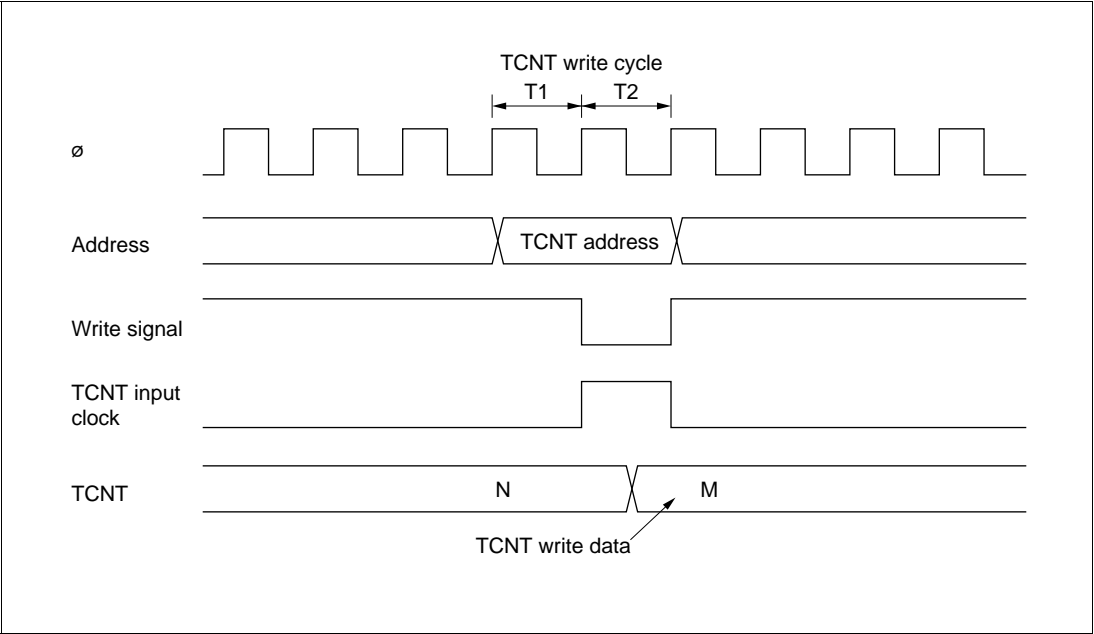 TCNT write cycle
T1 T2
ø
Address
TCNT address
Write signal
TCNT input
clock
TCNT
N
M
TCNT write data